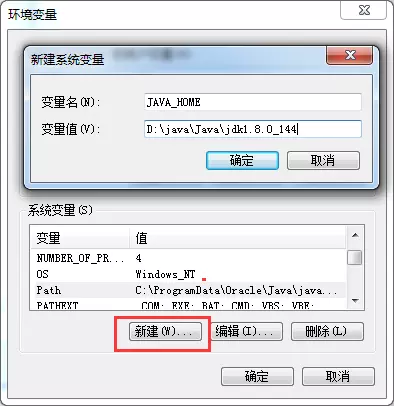 环境变量
新建系统变量
变量名(N): JAVA_HOME
变量值(V): D:\java\Java\jdk1.8.0_144
确定 取消
系统变量(S)
变量 值
NUMBER_OF_PR... 4
OS Windows_NT
Path C:\ProgramData\Oracle\Java\java...
PATHEXT .COM;.EXE;.BAT;.CMD;.VBS;.VBE;
新建(W)... 编辑(I)... 删除(L)
确定 取消